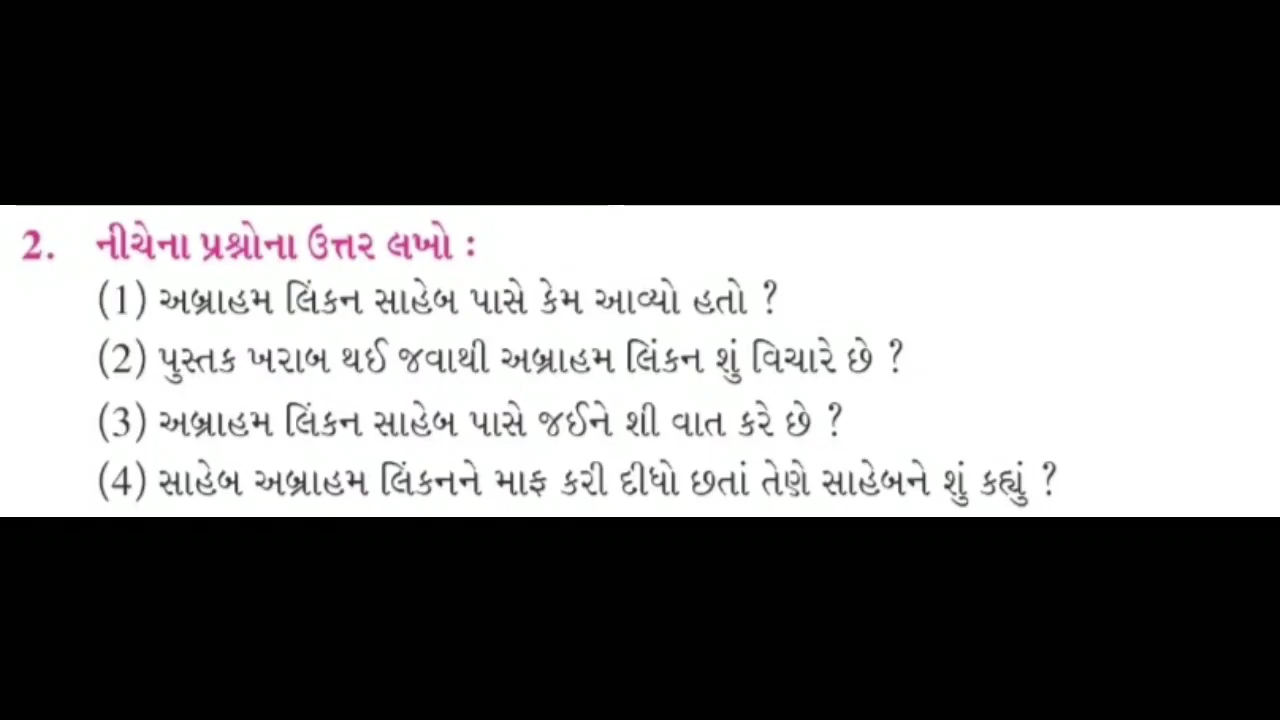 2. નીચેના પ્રશ્નોના ઉત્તર લખો :
(1) અબ્રાહમ લિંકન સાહેબ પાસે કેમ આવ્યો હતો ?
(2) પુસ્તક ખરાબ થઈ જવાથી અબ્રાહમ લિંકન શું વિચારે છે ?
(3) અબ્રાહમ લિંકન સાહેબ પાસે જઈને શી વાત કરે છે ?
(4) સાહેબ અબ્રાહમ લિંકનને માફ કરી દીધો છતાં તેણે સાહેબને શું કહ્યું ?